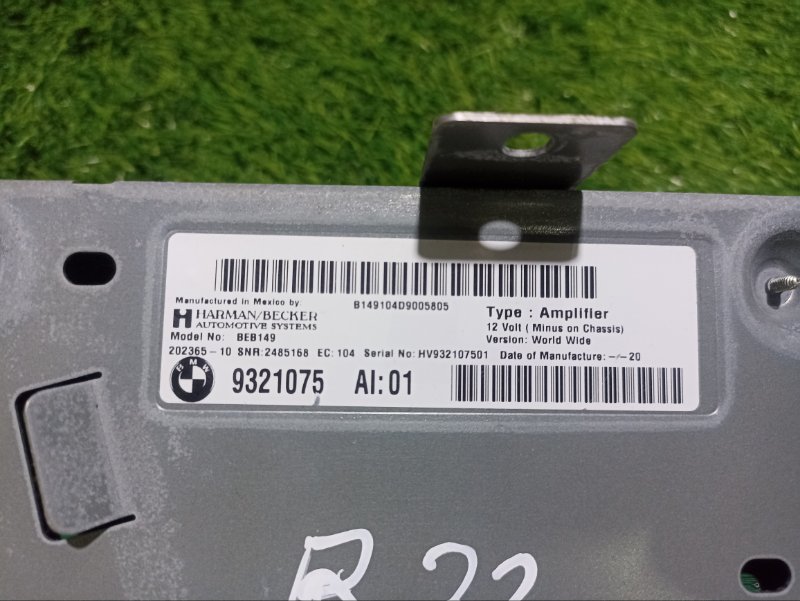 B149104D9005805
Manufactured in Mexico by:
HARMAN/BECKER
AUTOMOTIVE SYSTEMS
Type : Amplifier
12 Volt ( Minus on Chassis)
Version: World Wide
Model No: BEB149
202365-10 SNR:2485168 EC:104 Serial No:HV932107501 Date of Manufacture:-/-20
BMW
9321075 AI:01
R 22